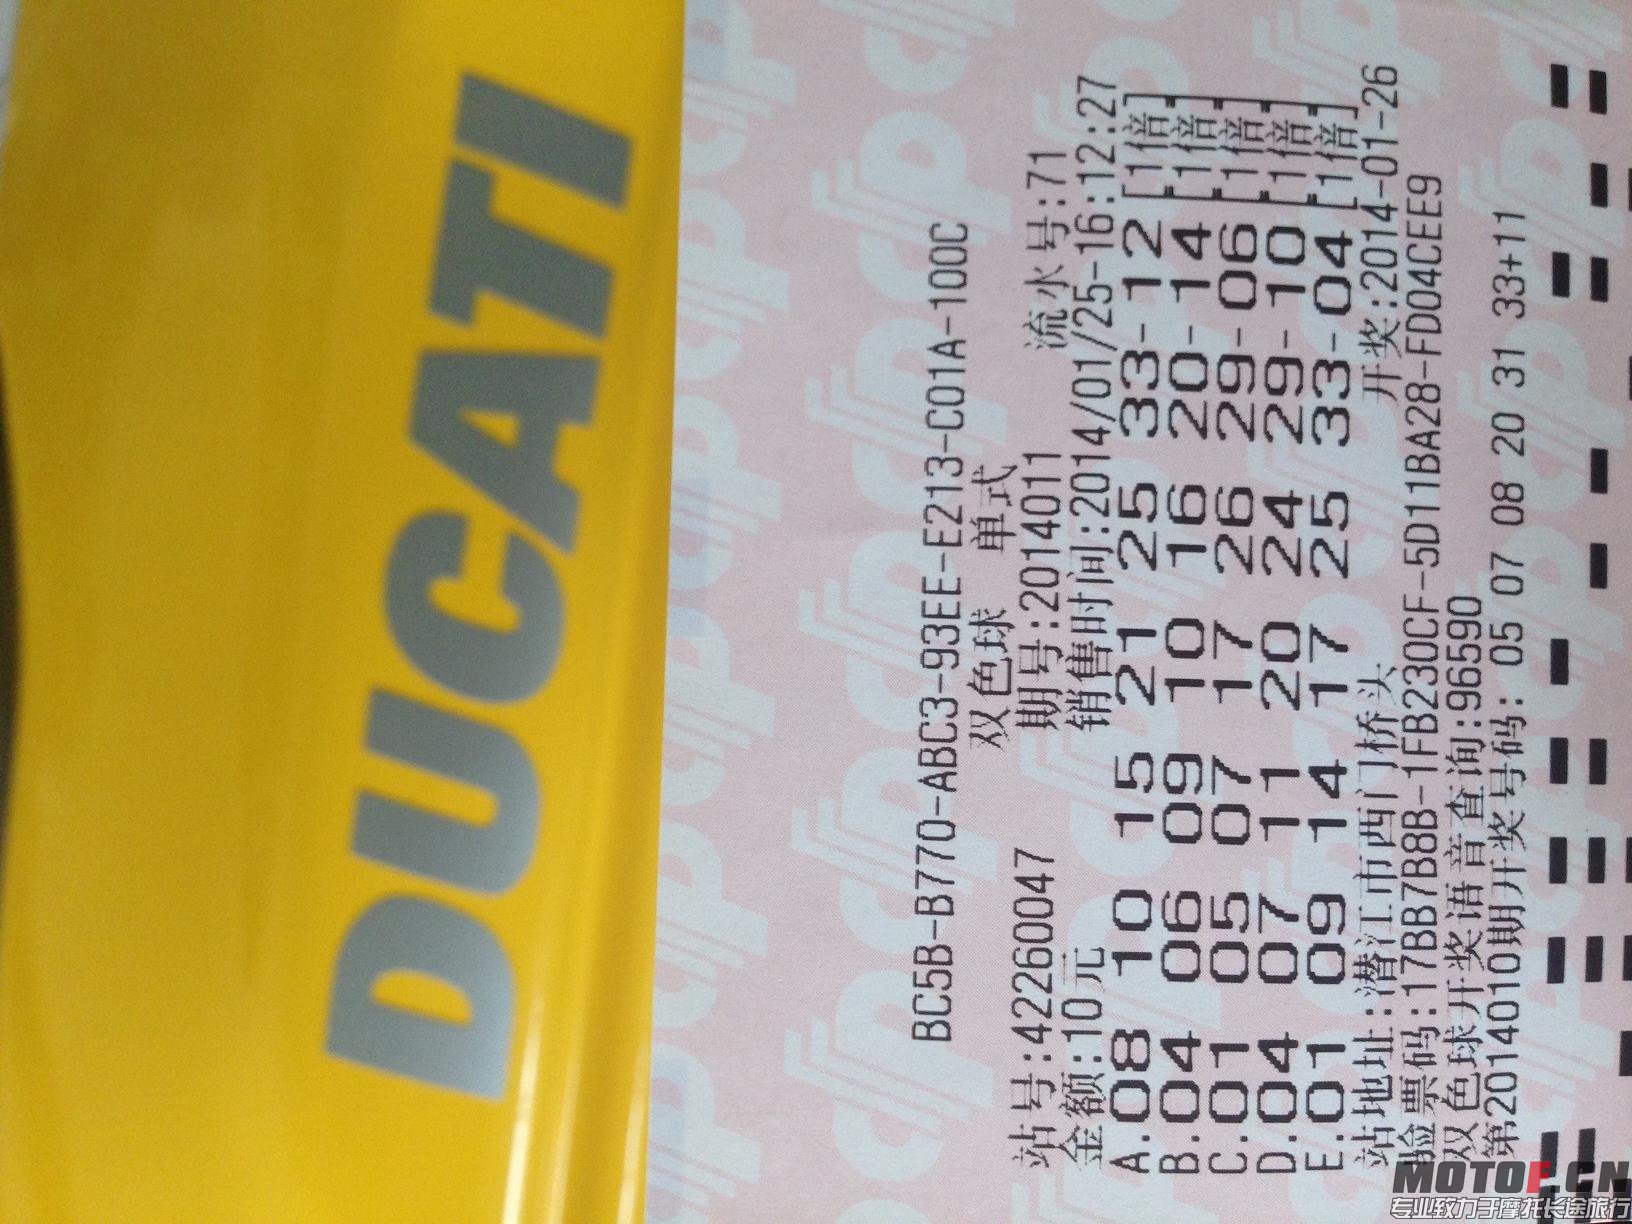 DUCATI
BC5B-B770-ABC3-93EE-E213-C01A-100C
双色球 单式
站号:42260047 期号:2014011 流水号:71
金额:10元 销售时间:2014/01/25-16:12:27
A.08 10 15 21 25 33-12 [1倍]
B.04 06 09 10 16 20-14 [1倍]
C.01 05 07 17 26 29-06 [1倍]
D.04 07 11 20 24 29-10 [1倍]
E.01 09 14 17 25 33-04 [1倍]
站地址:潜江市西门桥头 开奖:2014-01-26
验票码:17BB7B8B-1FB230CF-5D11BA28-FD04CEE9
双色球开奖语音查询:965590
第2014010期开奖号码: 05 07 08 20 31 33+11
MOTOF.CN
专业致力于摩托长途旅行